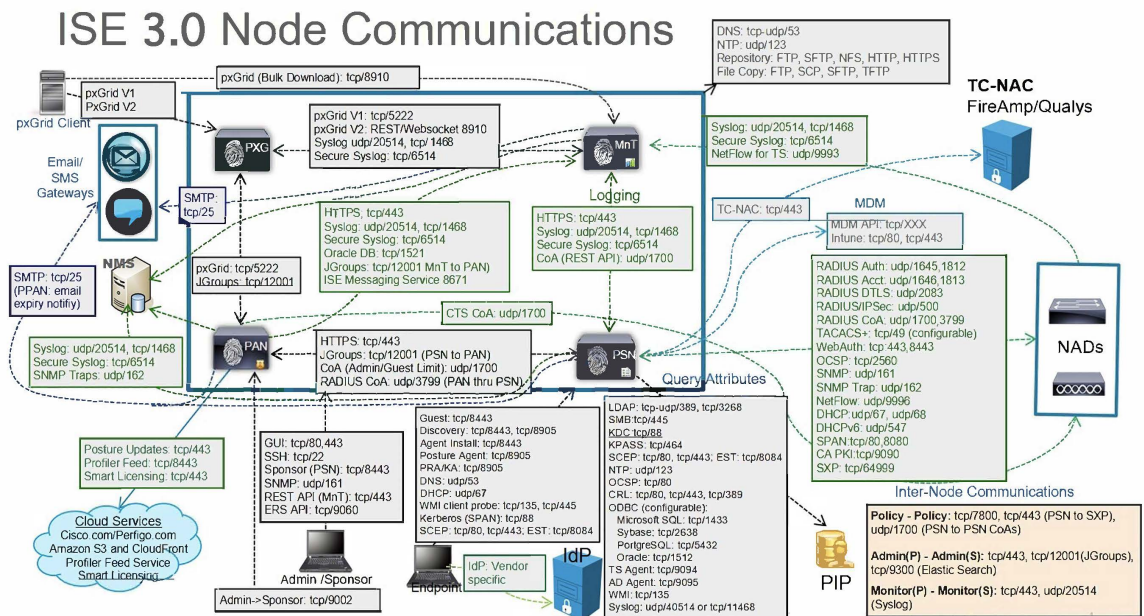 ISE 3.0 Node Communications
DNS: tcp-udp/53
NTP: udp/123
Repository: FTP, SFTP, NFS, HTTP, HTTPS
File Copy: FTP, SCP, SFTP, TFTP
pxGrid (Bulk Download): tcp/8910
pxGrid V1
PxGrid V2
pxGrid Client
TC-NAC
FireAmp/Qualys
PXG
pxGrid V1: tcp/5222
pxGrid V2: REST/Websocket 8910
Syslog udp/20514, tcp/ 1468
Secure Syslog: tcp/6514
MnT
Syslog: udp/20514, tcp/1468
Secure Syslog: tcp/6514
NetFlow for TS: udp/9993
Email/
SMS
Gateways
SMTP:
tcp/25
Logging
HTTPS, tcp/443
Syslog: udp/20514, tcp/1468
Secure Syslog: tcp/6514
Oracle DB: tcp/1521
JGroups: tcp/12001 MnT to PAN)
ISE Messaging Service 8671
HTTPS: tcp/443
Syslog: udp/20514, tcp/1468
Secure Syslog: tcp/6514
CoA (REST API): udp/1700
TC-NAC: tcp/443
MDM
MDM API: tcp/XXX
Intune: tcp/80, tcp/443
NMS
SMTP: tcp/25
(PPAN: email
expiry notifiy)
pxGrid: tcp/5222
JGroups: tcp/12001
CTS CoA: udp/1700
RADIUS Auth: udp/1645,1812
RADIUS Acct: udp/1646,1813
RADIUS DTLS: udp/2083
RADIUS/IPSec: udp/500
RADIUS CoA: udp/1700,3799
TACACS+: tcp/49 (configurable)
WebAuth: tcp:443,8443
OCSP: tcp/2560
SNMP: udp/161
SNMP Trap: udp/162
NetFlow: udp/9996
DHCP:udp/67, udp/68
DHCPv6: udp/547
SPAN:tcp/80,8080
CA PKI:tcp/9090
SXP: tcp/64999
NADs
Syslog: udp/20514, tcp/1468
Secure Syslog: tcp/6514
SNMP Traps: udp/162
PAN
HTTPS: tcp/443
JGroups: tcp/12001 (PSN to PAN)
CoA (Admin/Guest Limit): udp/1700
RADIUS CoA: udp/3799 (PAN thru PSN)
PSN
Query Attributes
Posture Updates: tcp/443
Profiler Feed: tcp/8443
Smart Licensing: tcp/443
GUI: tcp/80,443
SSH: tcp/22
Sponsor (PSN): tcp/8443
SNMP: udp/161
REST API (MnT): tcp/443
ERS API: tcp/9060
Guest: tcp/8443
Discovery: tcp/8443, tcp/8905
Agent Install: tcp/8443
Posture Agent: tcp/8905
PRA/KA: tcp/8905
DNS: udp/53
DHCP: udp/67
WMI client probe: tcp/135, tcp/445
Kerberos (SPAN): tcp/88
SCEP: tcp/80, tcp/443; EST: tcp/8084
LDAP: tcp-udp/389, tcp/3268
SMB:tcp/445
KDC:tcp/88
KPASS: tcp/464
SCEP: tcp/80, tcp/443; EST: tcp/8084
NTP: udp/123
OCSP: tcp/80
CRL: tcp/80, tcp/443, tcp/389
ODBC (configurable):
Microsoft SQL: tcp/1433
Sybase: tcp/2638
PortgreSQL: tcp/5432
Oracle: tcp/1512
TS Agent: tcp/9094
AD Agent: tcp/9095
WMI: tcp/135
Syslog: udp/40514 or tcp/11468
Cloud Services
Cisco.com/Perfigo.com
Amazon S3 and CloudFront
Profiler Feed Service
Smart Licensing
Admin /Sponsor
Admin->Sponsor: tcp/9002
Endpoint
IdP: Vendor
specific
IdP
PIP
Inter-Node Communications
Policy - Policy: tcp/7800, tcp/443 (PSN to SXP),
udp/1700 (PSN to PSN CoAs)
Admin(P) - Admin(S): tcp/443, tcp/12001(JGroups),
tcp/9300 (Elastic Search)
Monitor(P) - Monitor(S): tcp/443, udp/20514
(Syslog)